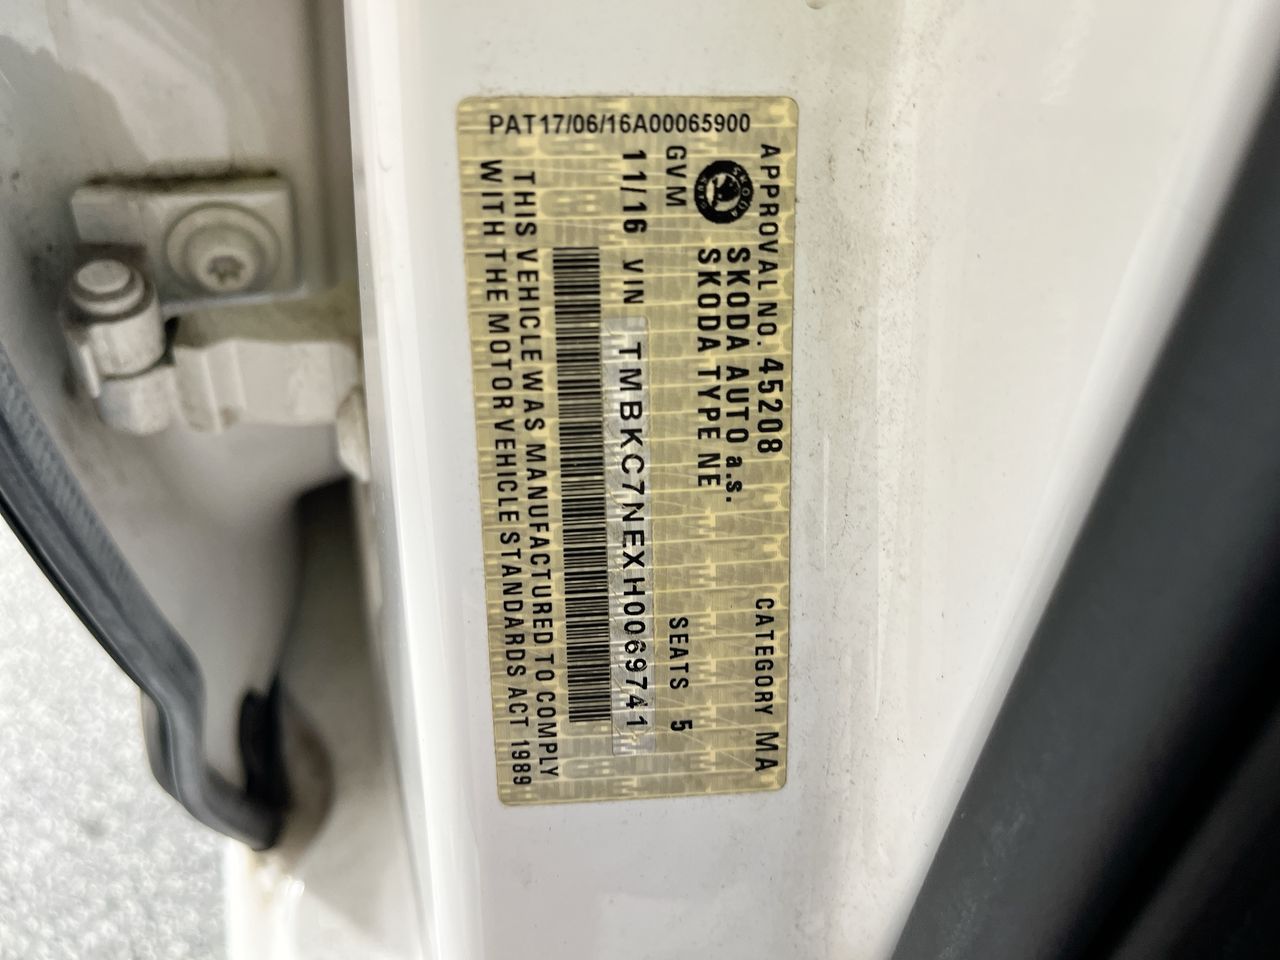 PAT17/06/16A00065900
APPROVAL NO. 45208 CATEGORY MA
SKODA AUTO a.s.
SKODA TYPE NE
GVM SEATS 5
11/16 VIN TMBKC7NEXH0069741
THIS VEHICLE WAS MANUFACTURED TO COMPLY
WITH THE MOTOR VEHICLE STANDARDS ACT 1989